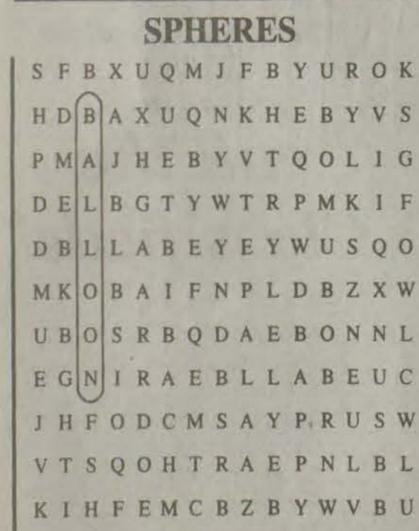 SPHERES
S F B X U Q M J F B Y U R O K
H D B A X U Q N K H E B Y V S
P M A J H E B Y V T Q O L I G
D E L B G T Y W T R P M K I F
D B L L A B E Y E Y W U S Q O
M K O B A I F N P L D B Z X W
U B O S R B Q D A E B O N N L
E G N I R A E B L L A B E U C
J H F O D C M S A Y P R U S W
V T S Q O H T R A E P N L B L
K I H F E M C B Z B Y W V B U